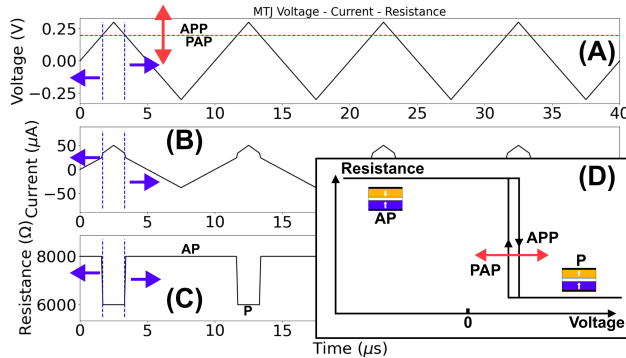 MTJ Voltage - Current - Resistance
Voltage (V)
0.25
0.00
−0.25
APP
PAP
(A)
0 5 10 15 20 25 30 35 40
Current (μA)
50
0
−50
(B)
0 5 10 15
Resistance (Ω)
8000
6000
AP
P
(C)
0 5 10 15
Time (μs)
Resistance
(D)
AP
APP
PAP
P
0
Voltage